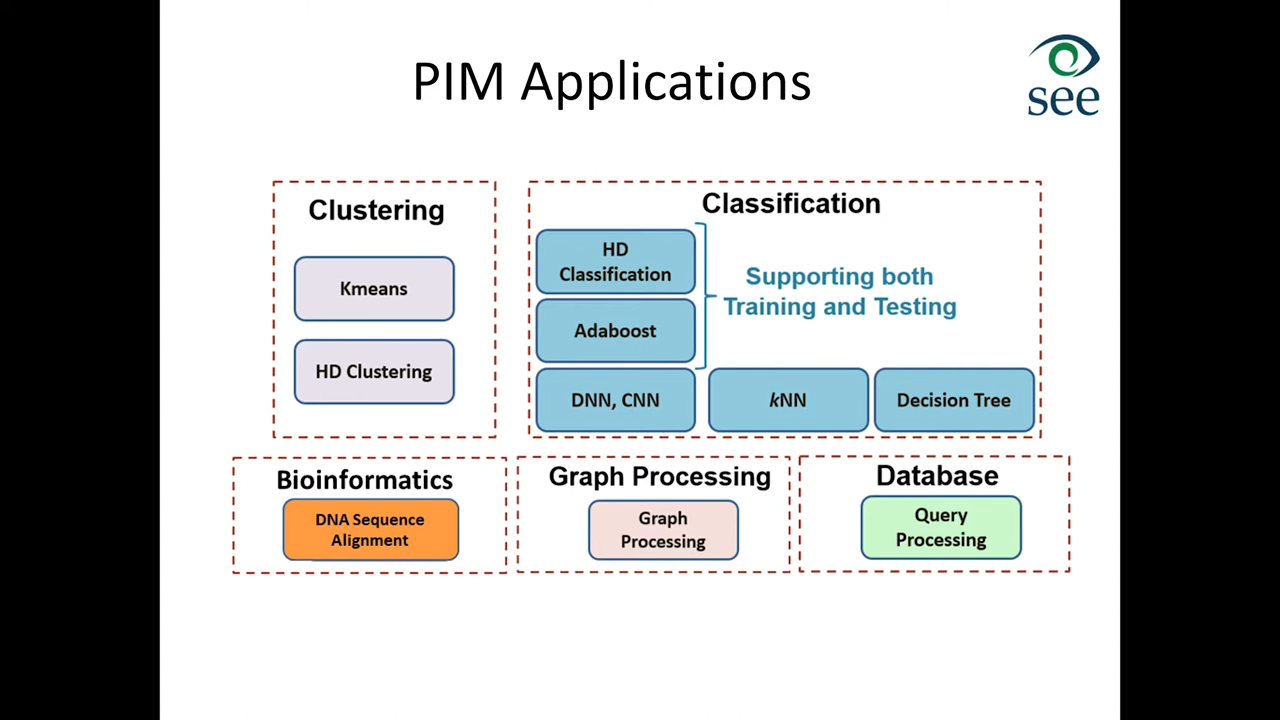 PIM Applications
see
Clustering
Kmeans
HD Clustering
Classification
HD
Classification
Adaboost
Supporting both
Training and Testing
DNN, CNN
kNN
Decision Tree
Bioinformatics
DNA Sequence
Alignment
Graph Processing
Graph
Processing
Database
Query
Processing